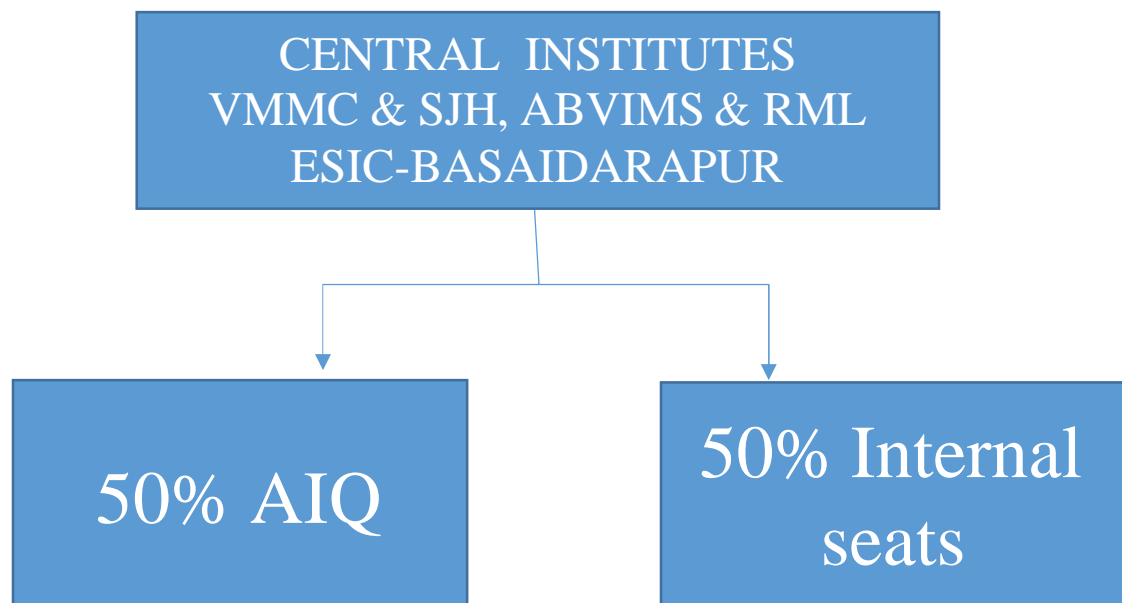 CENTRAL INSTITUTES
VMMC & SJH, ABVIMS & RML
ESIC-BASAIDARAPUR
50% AIQ
50% Internal
seats